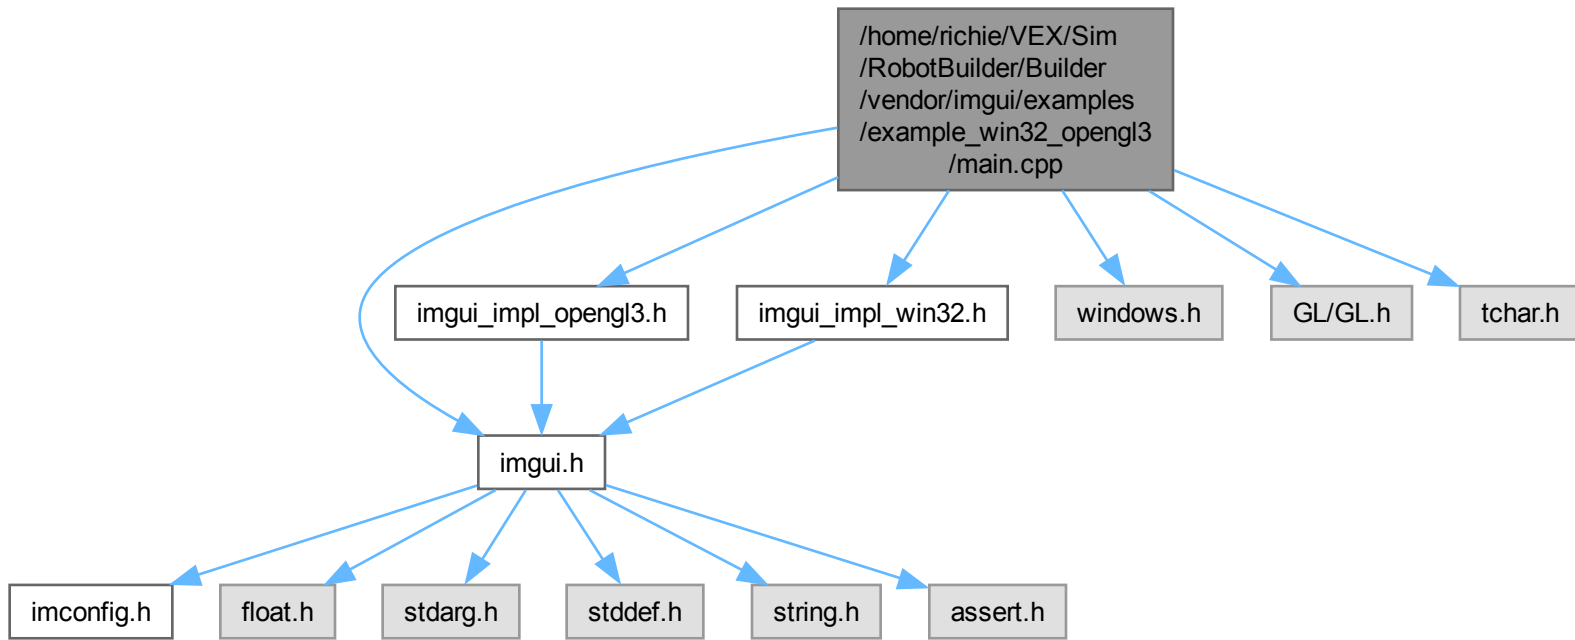 /home/richie/VEX/Sim
/RobotBuilder/Builder
/vendor/imgui/examples
/example_win32_opengl3
/main.cpp
imgui_impl_opengl3.h
imgui_impl_win32.h
windows.h
GL/GL.h
tchar.h
imgui.h
imconfig.h
float.h
stdarg.h
stddef.h
string.h
assert.h